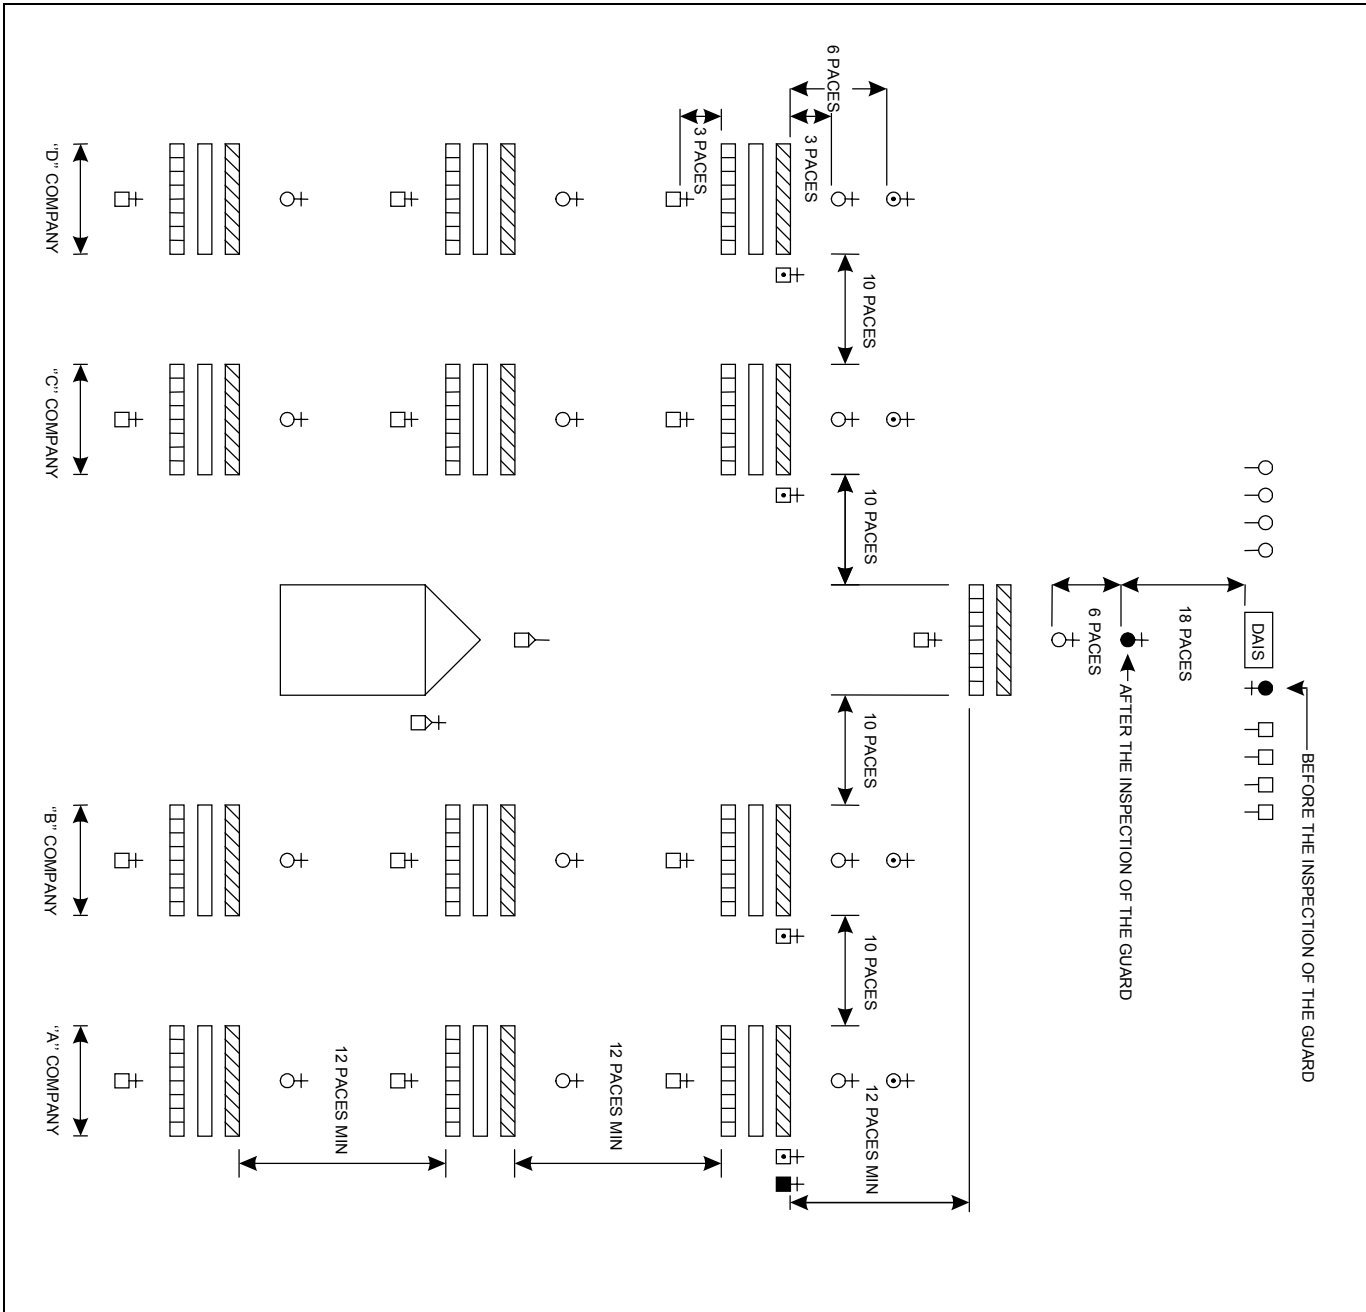 6 PACES
3 PACES
3 PACES
"D" COMPANY
10 PACES
"C" COMPANY
10 PACES
6 PACES
18 PACES
DAIS
AFTER THE INSPECTION OF THE GUARD
BEFORE THE INSPECTION OF THE GUARD
10 PACES
"B" COMPANY
10 PACES
"A" COMPANY
12 PACES MIN
12 PACES MIN
12 PACES MIN